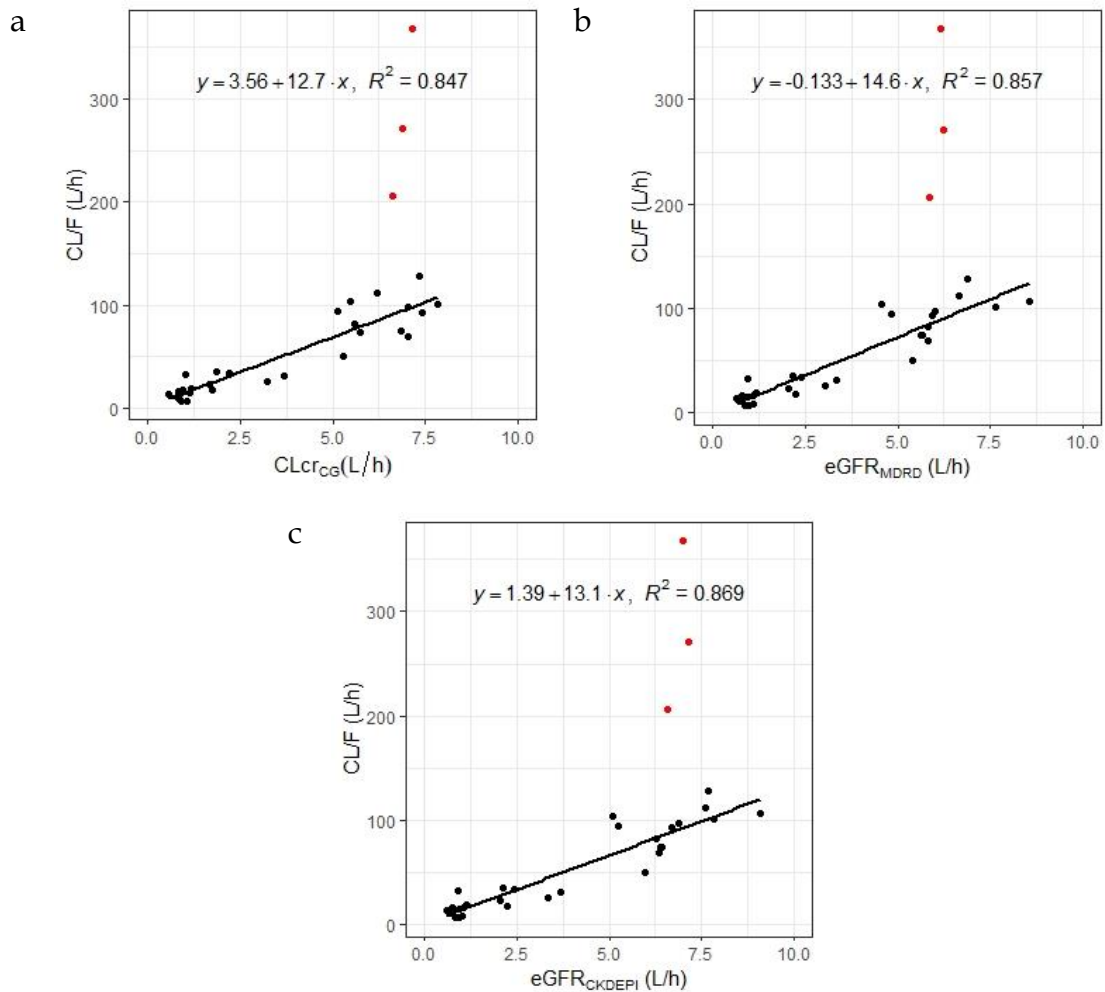 a
y = 3.56 + 12.7 · x, R² = 0.847
300
200
100
0
CL/F (L/h)
0.0 2.5 5.0 7.5 10.0
CLcr_CG(L/h)
b
y = -0.133 + 14.6 · x, R² = 0.857
300
200
100
0
CL/F (L/h)
0.0 2.5 5.0 7.5 10.0
eGFR_MDRD (L/h)
c
y = 1.39 + 13.1 · x, R² = 0.869
300
200
100
0
CL/F (L/h)
0.0 2.5 5.0 7.5 10.0
eGFR_CKDEPI (L/h)